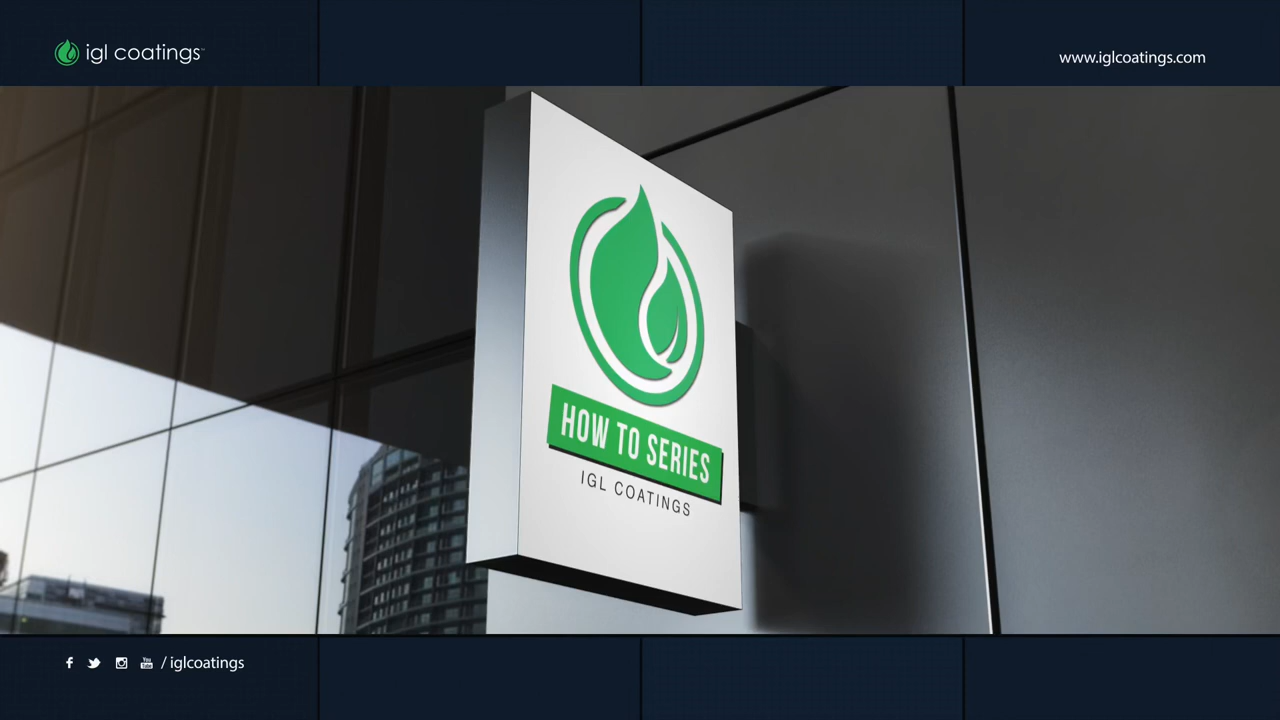 igl coatings
www.iglcoatings.com
HOW TO SERIES
IGL COATINGS
/ iglcoatings